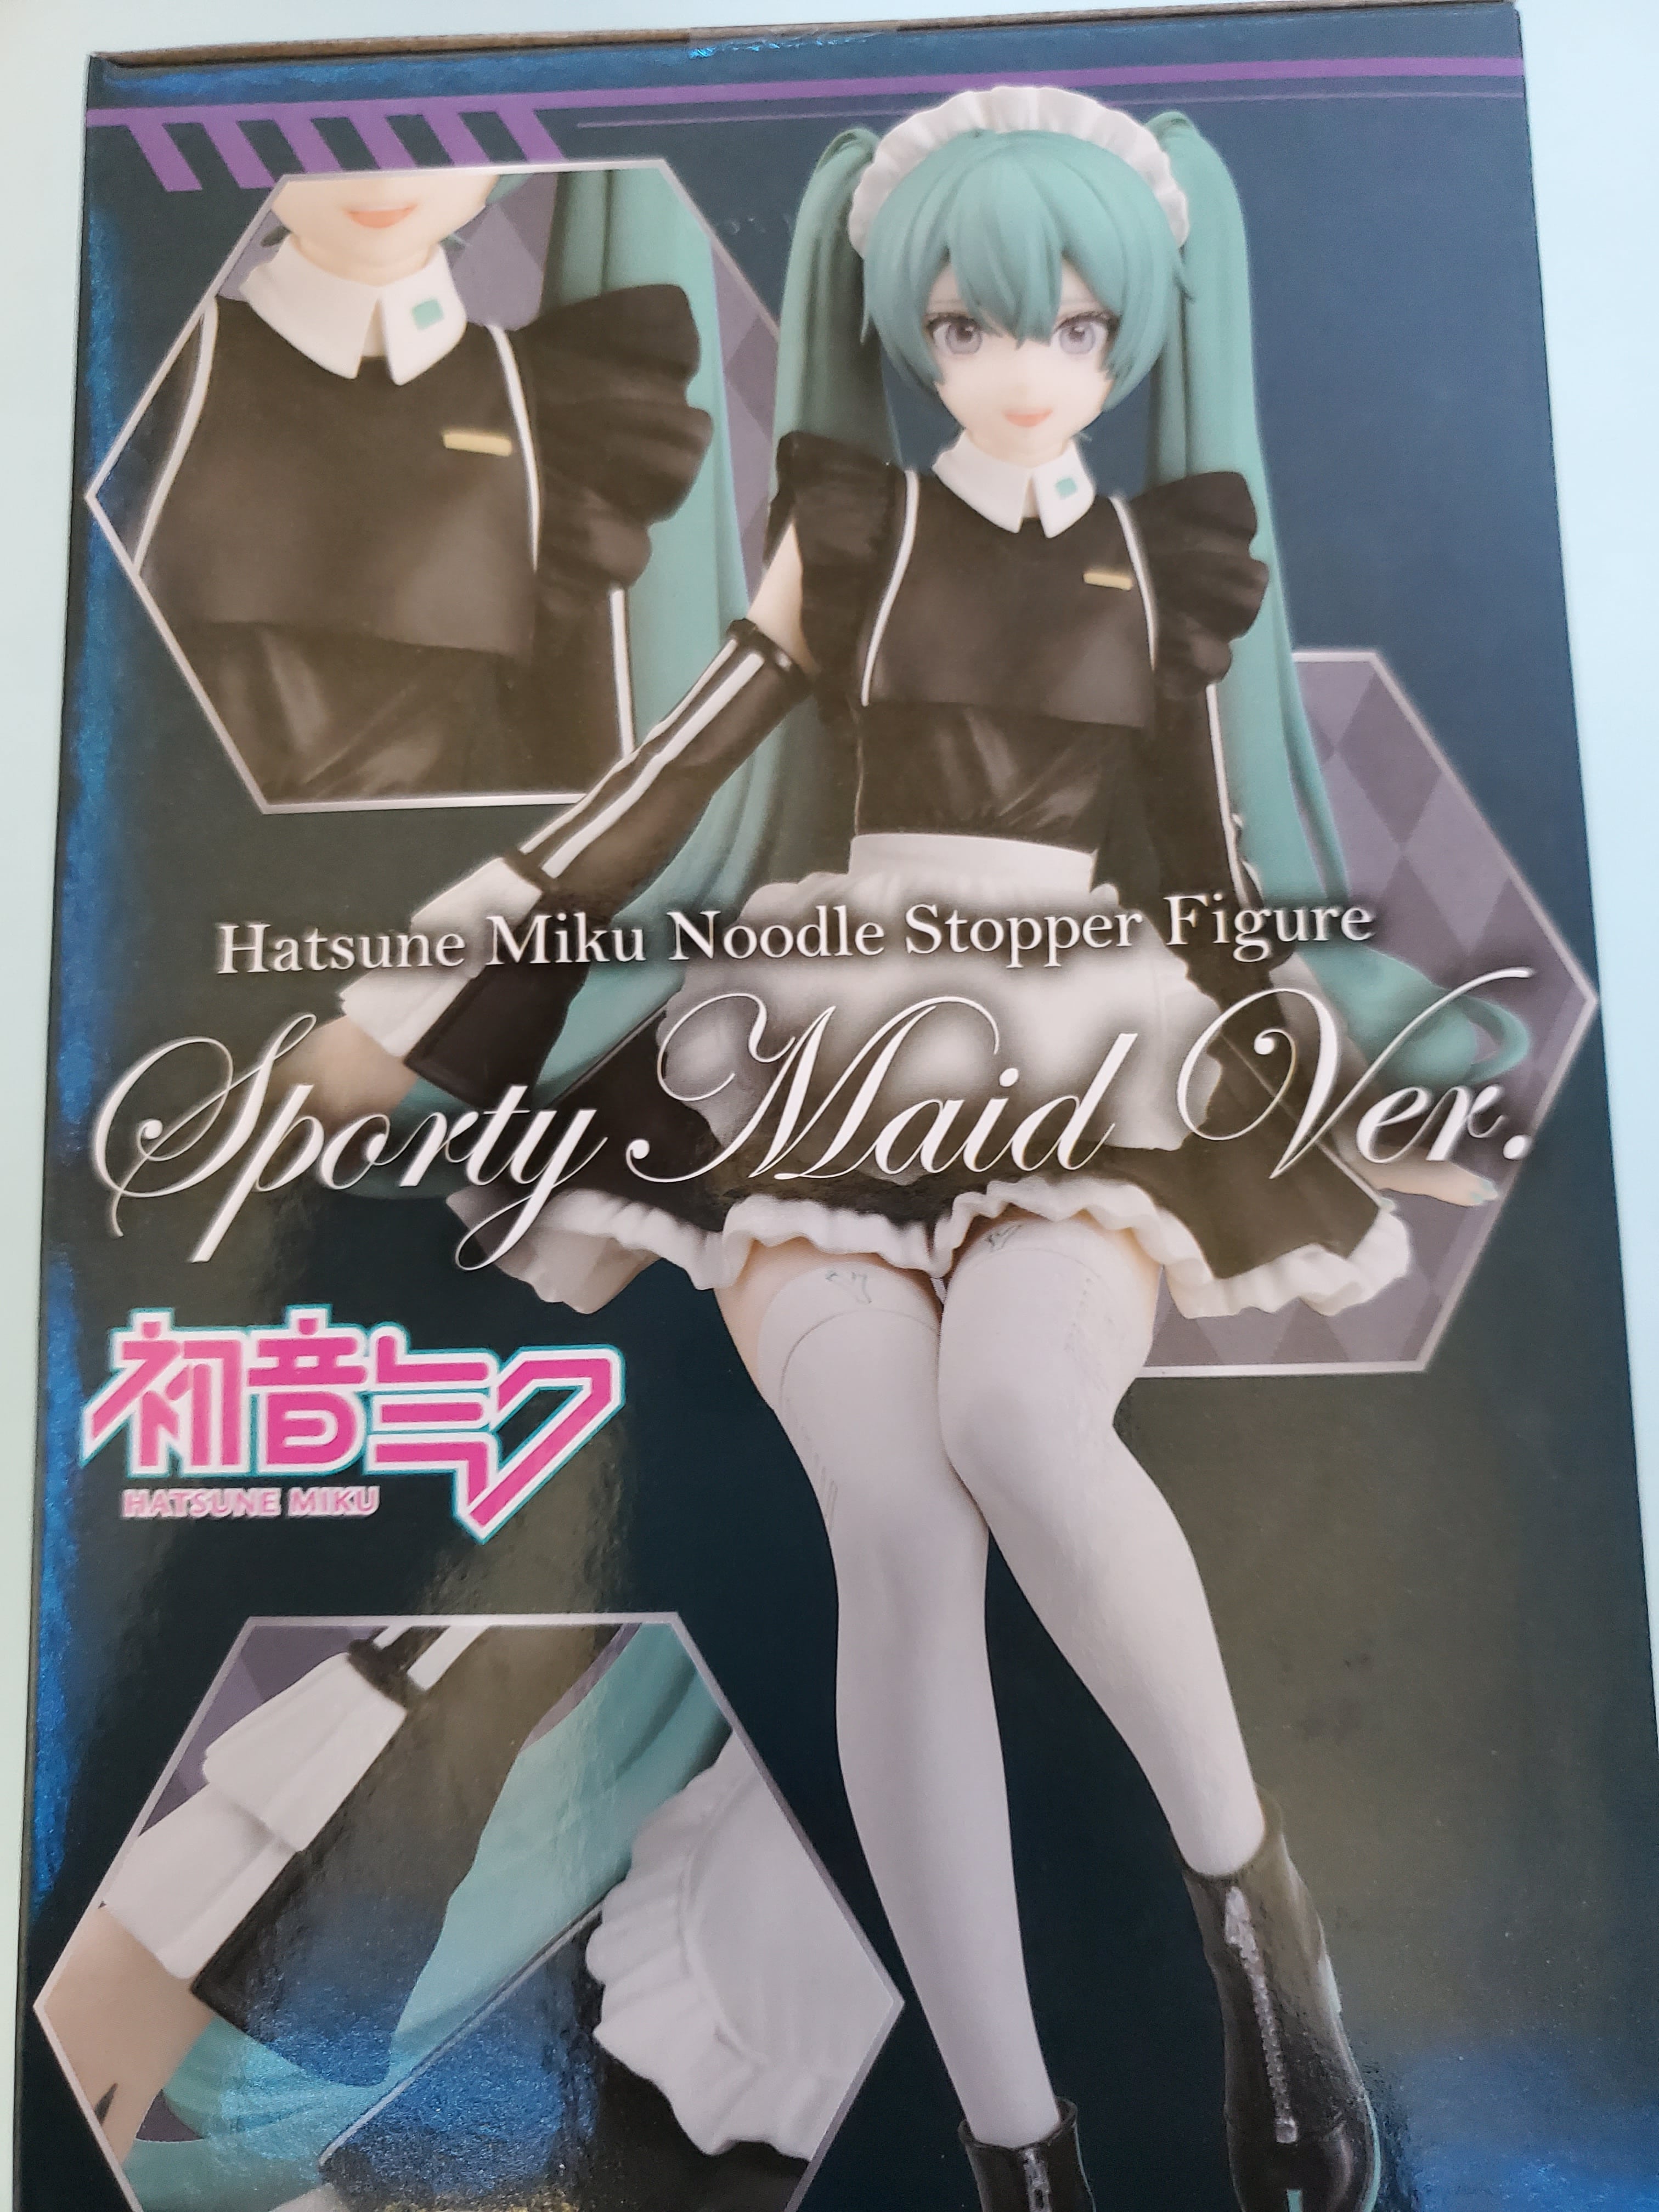 Hatsune Miku Noodle Stopper Figure
Sporty Maid Ver.
初音ミク
HATSUNE MIKU